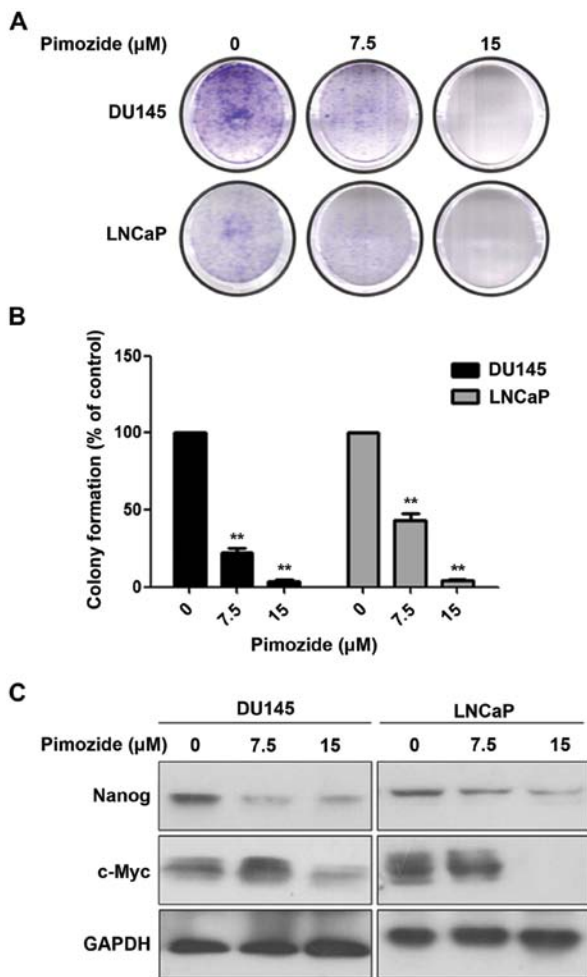 A
Pimozide (µM) 0 7.5 15
DU145
LNCaP
B
Colony formation (% of control)
150
100
50
0
DU145
LNCaP
** ** ** **
0 7.5 15 0 7.5 15
Pimozide (µM)
C
DU145 LNCaP
Pimozide (µM) 0 7.5 15 0 7.5 15
Nanog
c-Myc
GAPDH